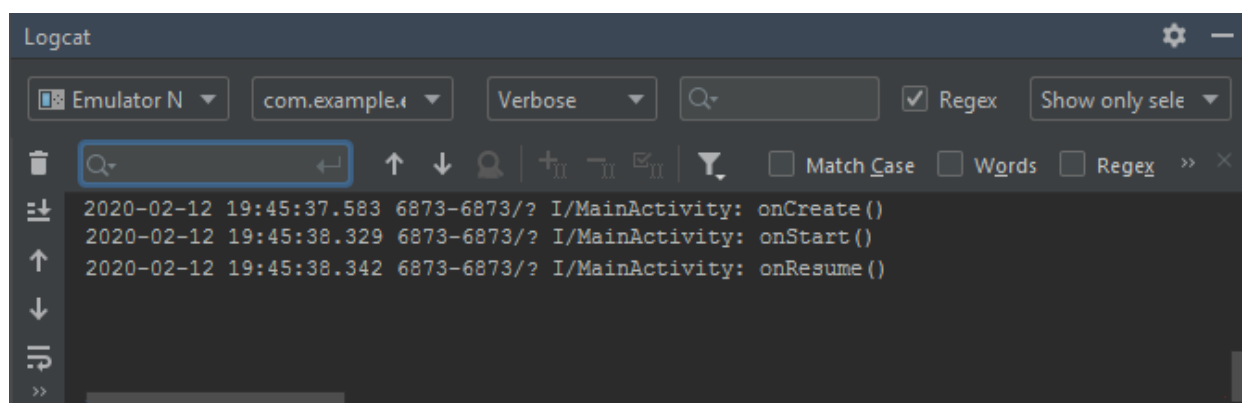 Logcat
Emulator N com.example.e Verbose Regex Show only sele
Match Case Words Regex »
2020-02-12 19:45:37.583 6873-6873/? I/MainActivity: onCreate()
2020-02-12 19:45:38.329 6873-6873/? I/MainActivity: onStart()
2020-02-12 19:45:38.342 6873-6873/? I/MainActivity: onResume()
»